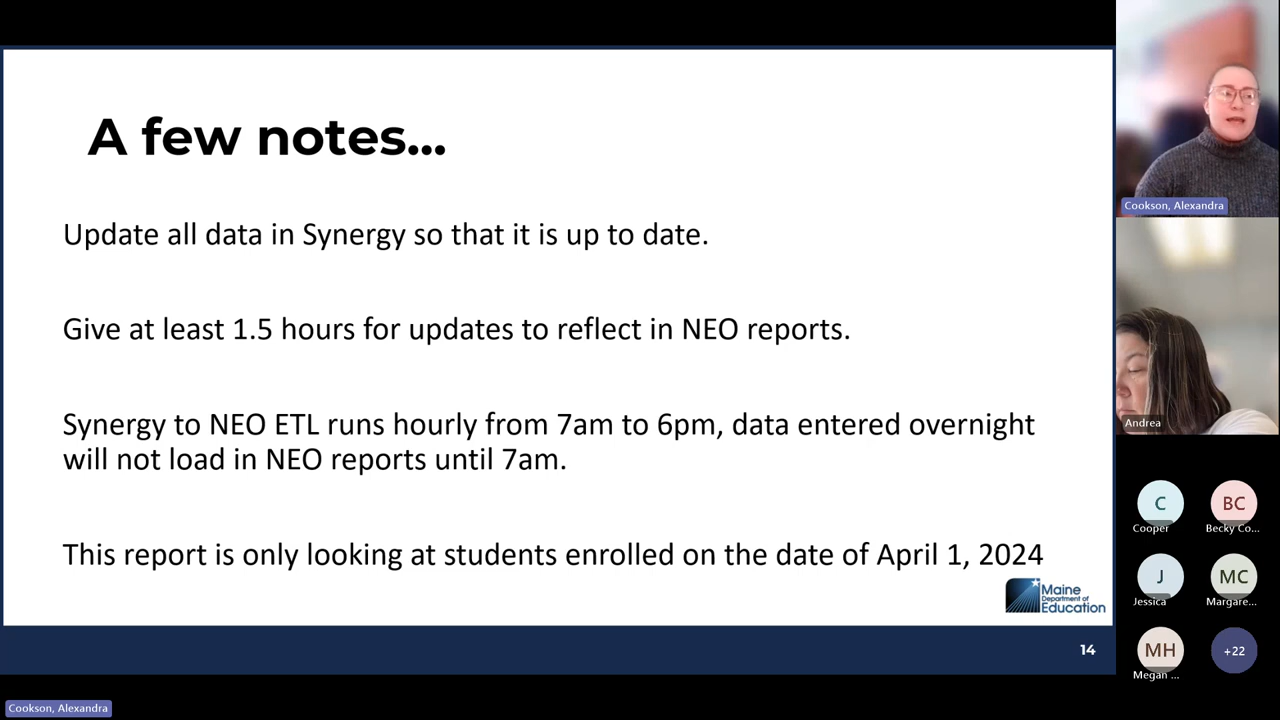 A few notes...
Update all data in Synergy so that it is up to date.
Give at least 1.5 hours for updates to reflect in NEO reports.
Synergy to NEO ETL runs hourly from 7am to 6pm, data entered overnight
will not load in NEO reports until 7am.
This report is only looking at students enrolled on the date of April 1, 2024
Maine
Department of
Education
14
Cookson, Alexandra
Cookson, Alexandra
Andrea
C
Cooper
BC
Becky Co...
J
Jessica
MC
Margare...
MH
Megan ...
+22